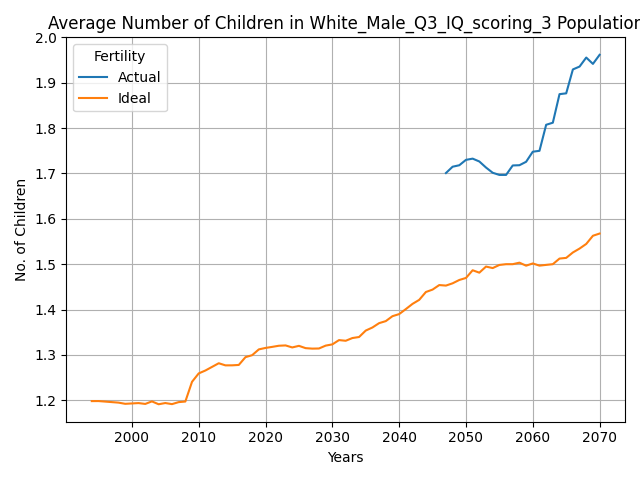 Average Number of Children in White_Male_Q3_IQ_scoring_3 Population
Fertility
Actual
Ideal
No. of Children
2.0
1.9
1.8
1.7
1.6
1.5
1.4
1.3
1.2
2000 2010 2020 2030 2040 2050 2060 2070
Years